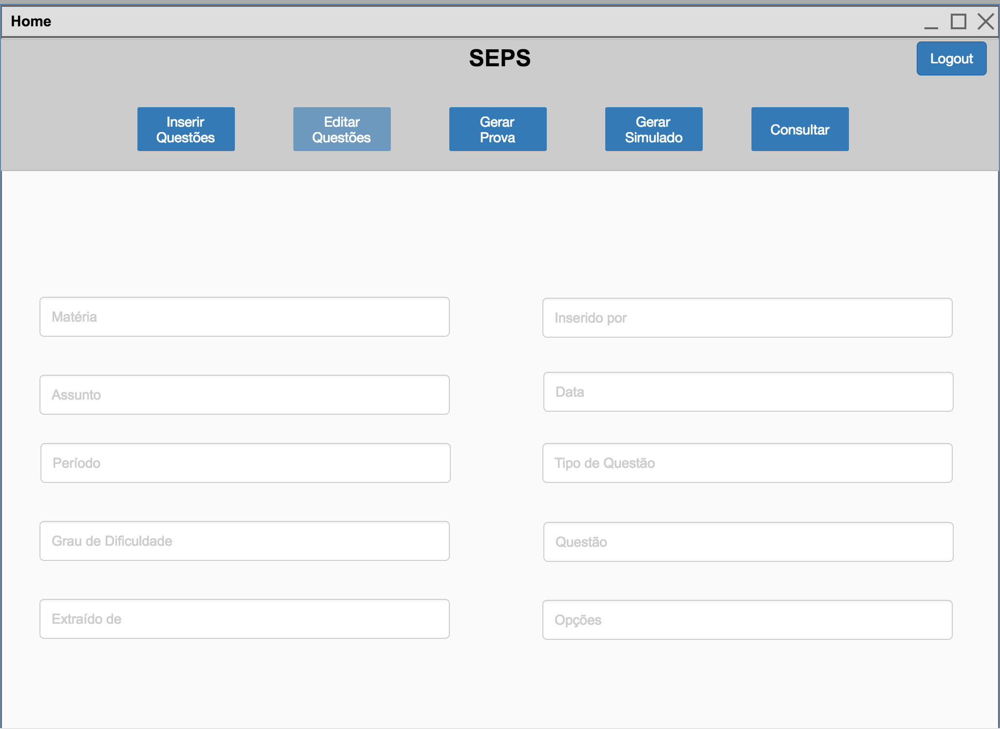 Home
SEPS
Logout
Inserir
Questões
Editar
Questões
Gerar
Prova
Gerar
Simulado
Consultar
Matéria
Inserido por
Assunto
Data
Período
Tipo de Questão
Grau de Dificuldade
Questão
Extraído de
Opções